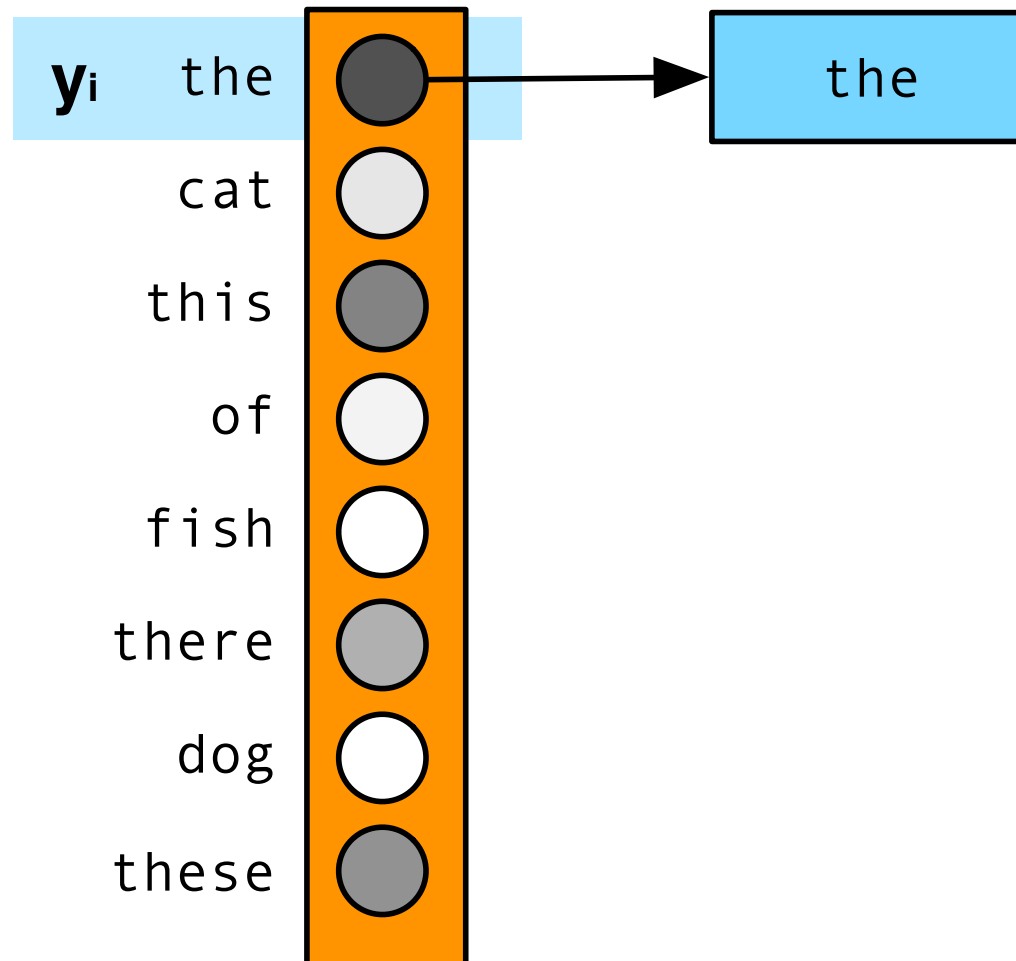 yi the the
cat
this
of
fish
there
dog
these